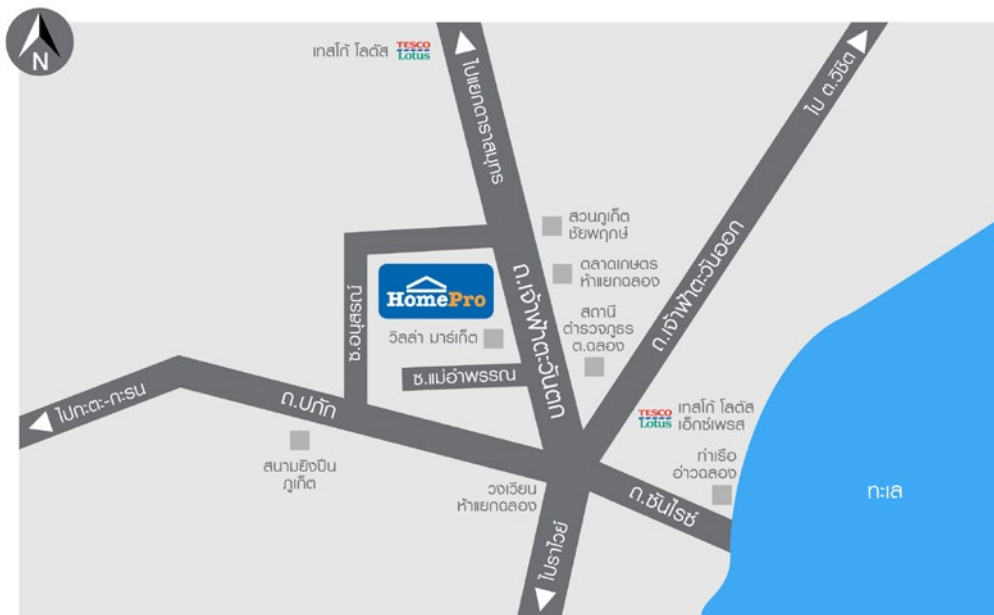 N
เทสโก้ โลตัส TESCO Lotus
ไปแยกดาราสมุทร
ไป ต.วิชิต
สวนภูเก็ต
ชัยพฤกษ์
ตลาดเกษตร
ห้าแยกฉลอง
ถ.เจ้าฟ้าตะวันตก
ถ.เจ้าฟ้าตะวันออก
HomePro
ซ.อนุสรณ์
วิลล่า มาร์เก็ต
สถานี
ตำรวจภูธร
ต.ฉลอง
ซ.แม่อำพรรณ
ไปกะตะ-กะรน
ถ.ปฏัก
TESCO Lotus
เทสโก้ โลตัส
เอ็กซ์เพรส
สนามยิงปืน
ภูเก็ต
วงเวียน
ห้าแยกฉลอง
ท่าเรือ
อ่าวฉลอง
ถ.ซันไรซ์
ทะเล
ไปราไวย์